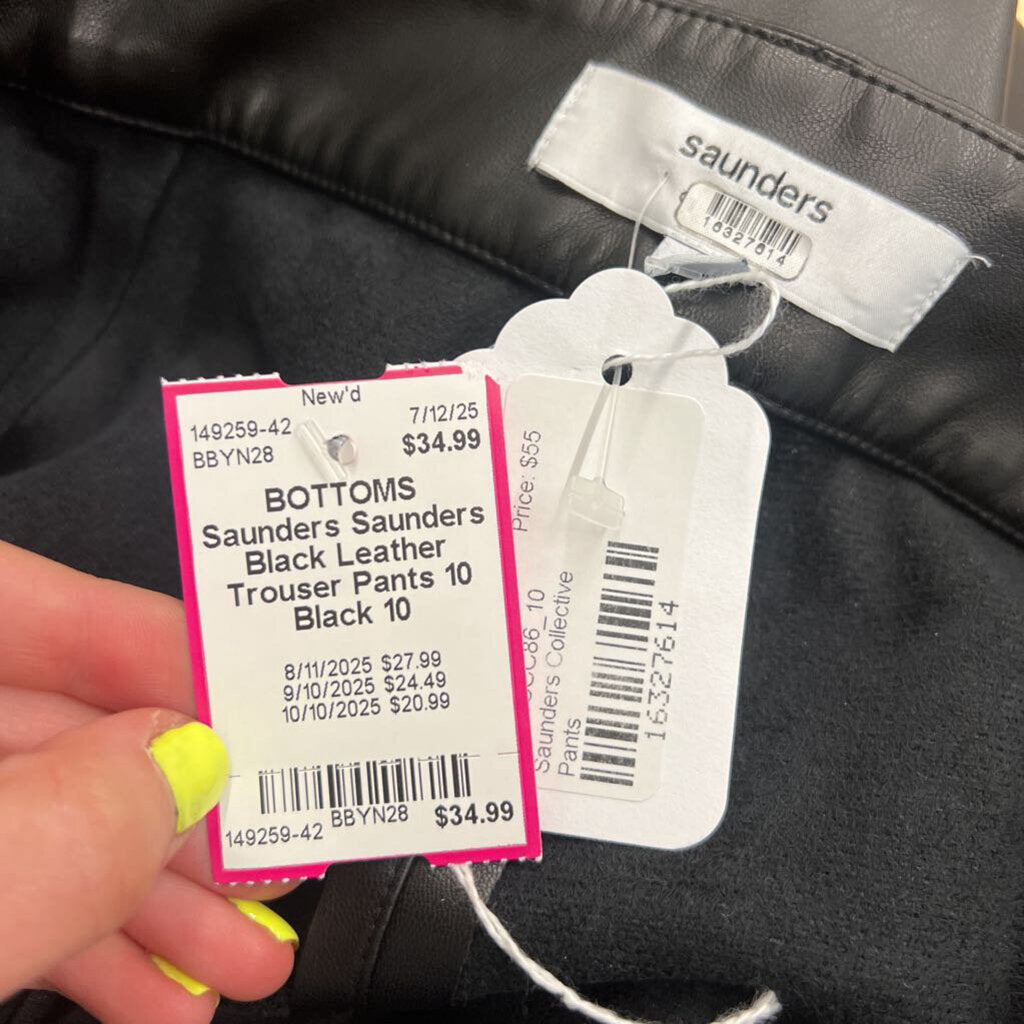 saunders
16327614
New'd
149259-42 7/12/25
BBYN28 $34.99
BOTTOMS
Saunders Saunders
Black Leather
Trouser Pants 10
Black 10
8/11/2025 $27.99
9/10/2025 $24.49
10/10/2025 $20.99
149259-42 BBYN28 $34.99
Price: $55
Saunders Collective
Pants
16327614